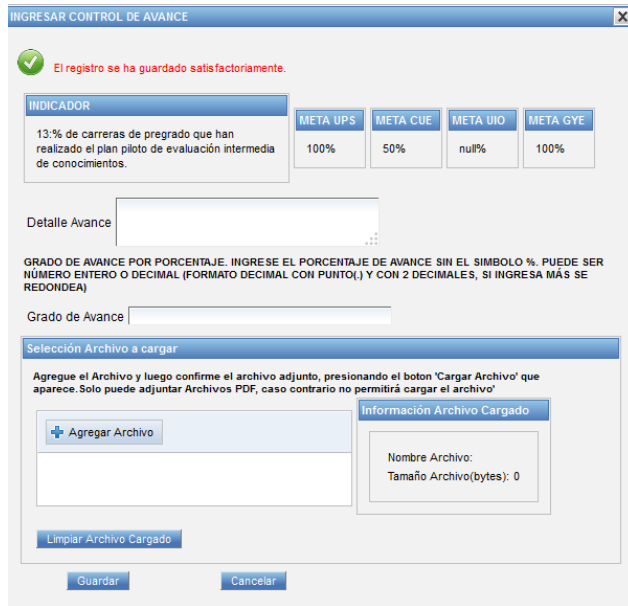 INGRESAR CONTROL DE AVANCE
X
El registro se ha guardado satisfactoriamente.
INDICADOR
13:% de carreras de pregrado que han
realizado el plan piloto de evaluación intermedia
de conocimientos.
META UPS
100%
META CUE
50%
META UIO
null%
META GYE
100%
Detalle Avance
GRADO DE AVANCE POR PORCENTAJE. INGRESE EL PORCENTAJE DE AVANCE SIN EL SIMBOLO %. PUEDE SER
NÚMERO ENTERO O DECIMAL (FORMATO DECIMAL CON PUNTO(.) Y CON 2 DECIMALES, SI INGRESA MÁS SE
REDONDEA)
Grado de Avance
Selección Archivo a cargar
Agregue el Archivo y luego confirme el archivo adjunto, presionando el boton 'Cargar Archivo' que
aparece.Solo puede adjuntar Archivos PDF, caso contrario no permitirá cargar el archivo'
Agregar Archivo
Información Archivo Cargado
Nombre Archivo:
Tamaño Archivo(bytes): 0
Limpiar Archivo Cargado
Guardar
Cancelar